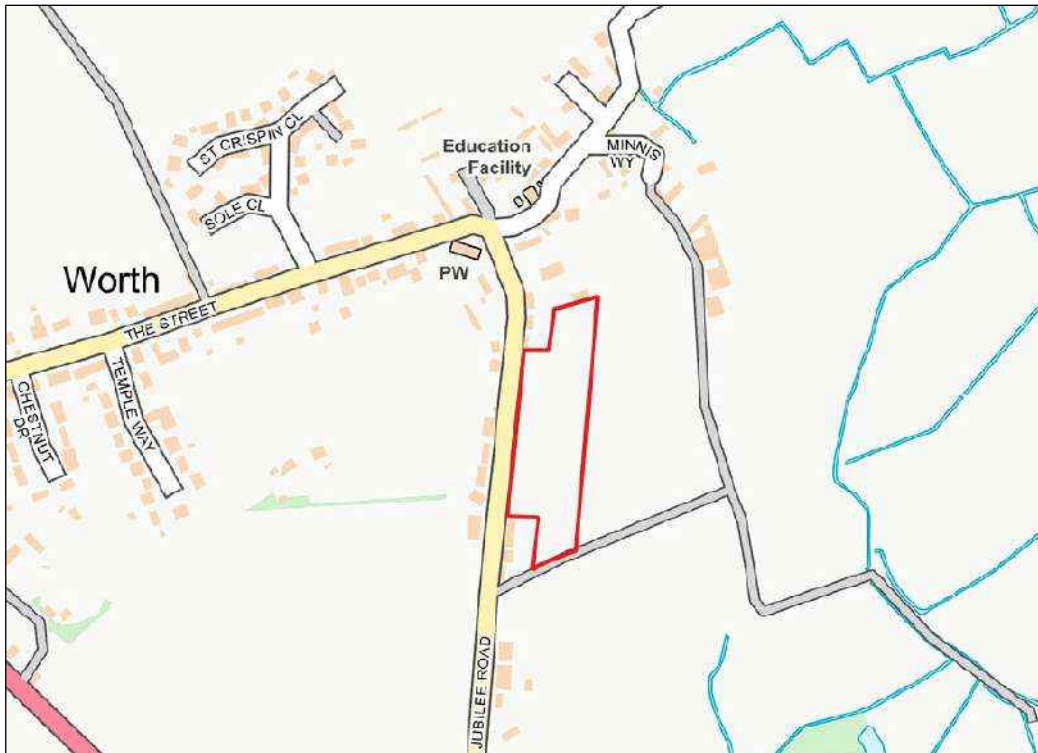 ST CRISPIN CL
Education
Facility
MINNIS
WY
SOLE CL
PW
Worth
THE STREET
TEMPLE WAY
CHESTNUT
DR
JUBILEE ROAD